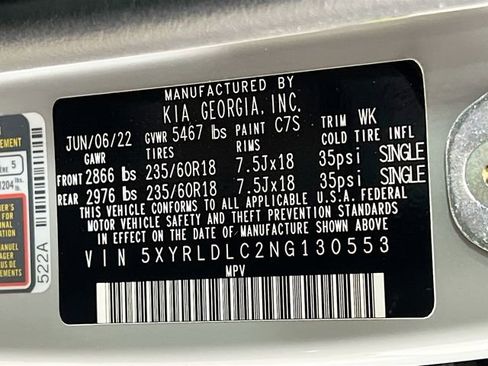 MANUFACTURED BY
KIA GEORGIA, INC.
JUN/06/22 GVWR 5467 lbs PAINT C7S TRIM WK
GAWR TIRES RIMS COLD TIRE INFL
FRONT 2866 lbs 235/60R18 7.5Jx18 35psi SINGLE
REAR 2976 lbs 235/60R18 7.5Jx18 35psi SINGLE
THIS VEHICLE CONFORMS TO ALL APPLICABLE U.S.A. FEDERAL
MOTOR VEHICLE SAFETY AND THEFT PREVENTION STANDARDS
IN EFFECT ON THE DATE OF MANUFACTURE SHOWN ABOVE
VIN 5XYRLDLC2NG130553
MPV
522A
5
1204 lbs.